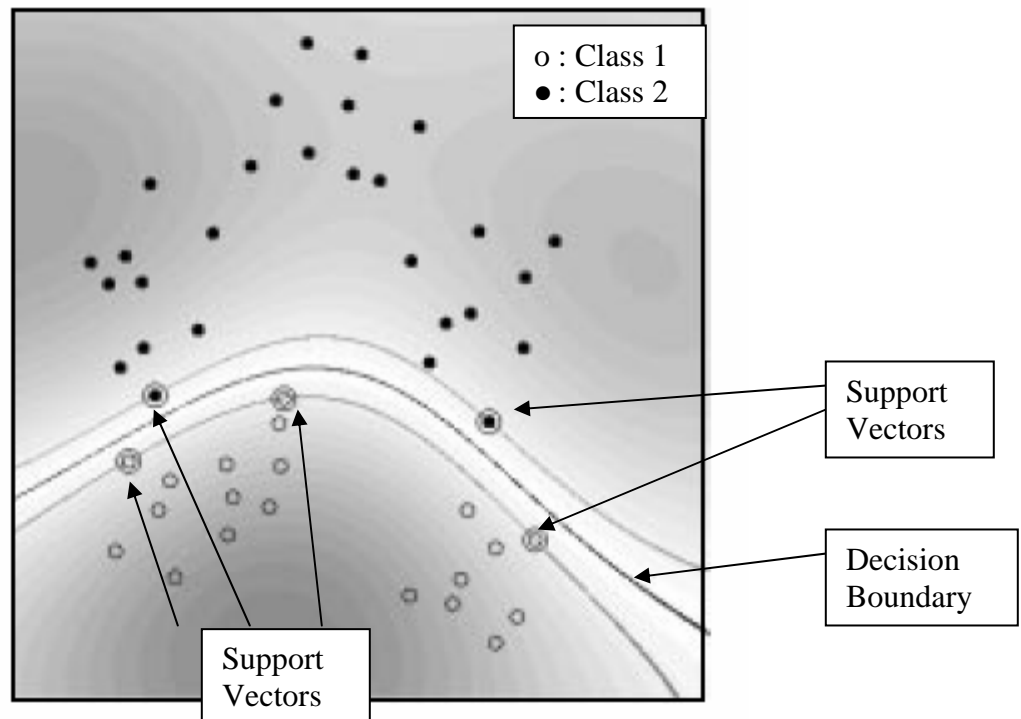 o : Class 1
● : Class 2
Support
Vectors
Decision
Boundary
Support
Vectors